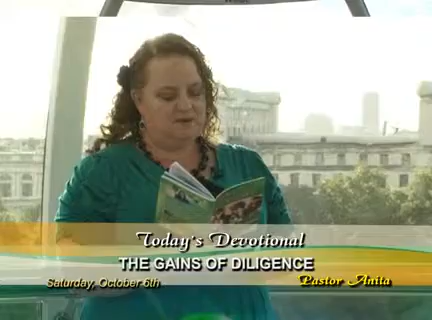 Today's Devotional
THE GAINS OF DILIGENCE
Saturday, October 6th
Pastor Anita